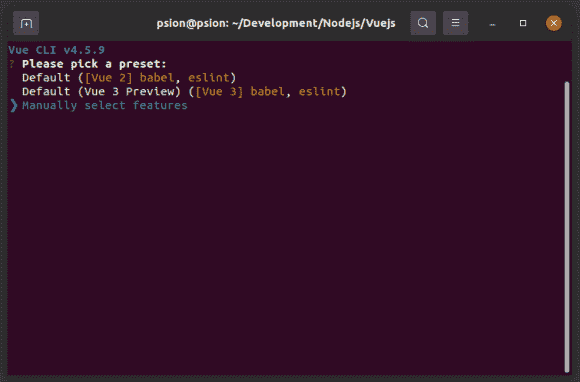 psion@psion: ~/Development/Nodejs/Vuejs
Vue CLI v4.5.9
? Please pick a preset:
Default ([Vue 2] babel, eslint)
Default (Vue 3 Preview) ([Vue 3] babel, eslint)
❯ Manually select features